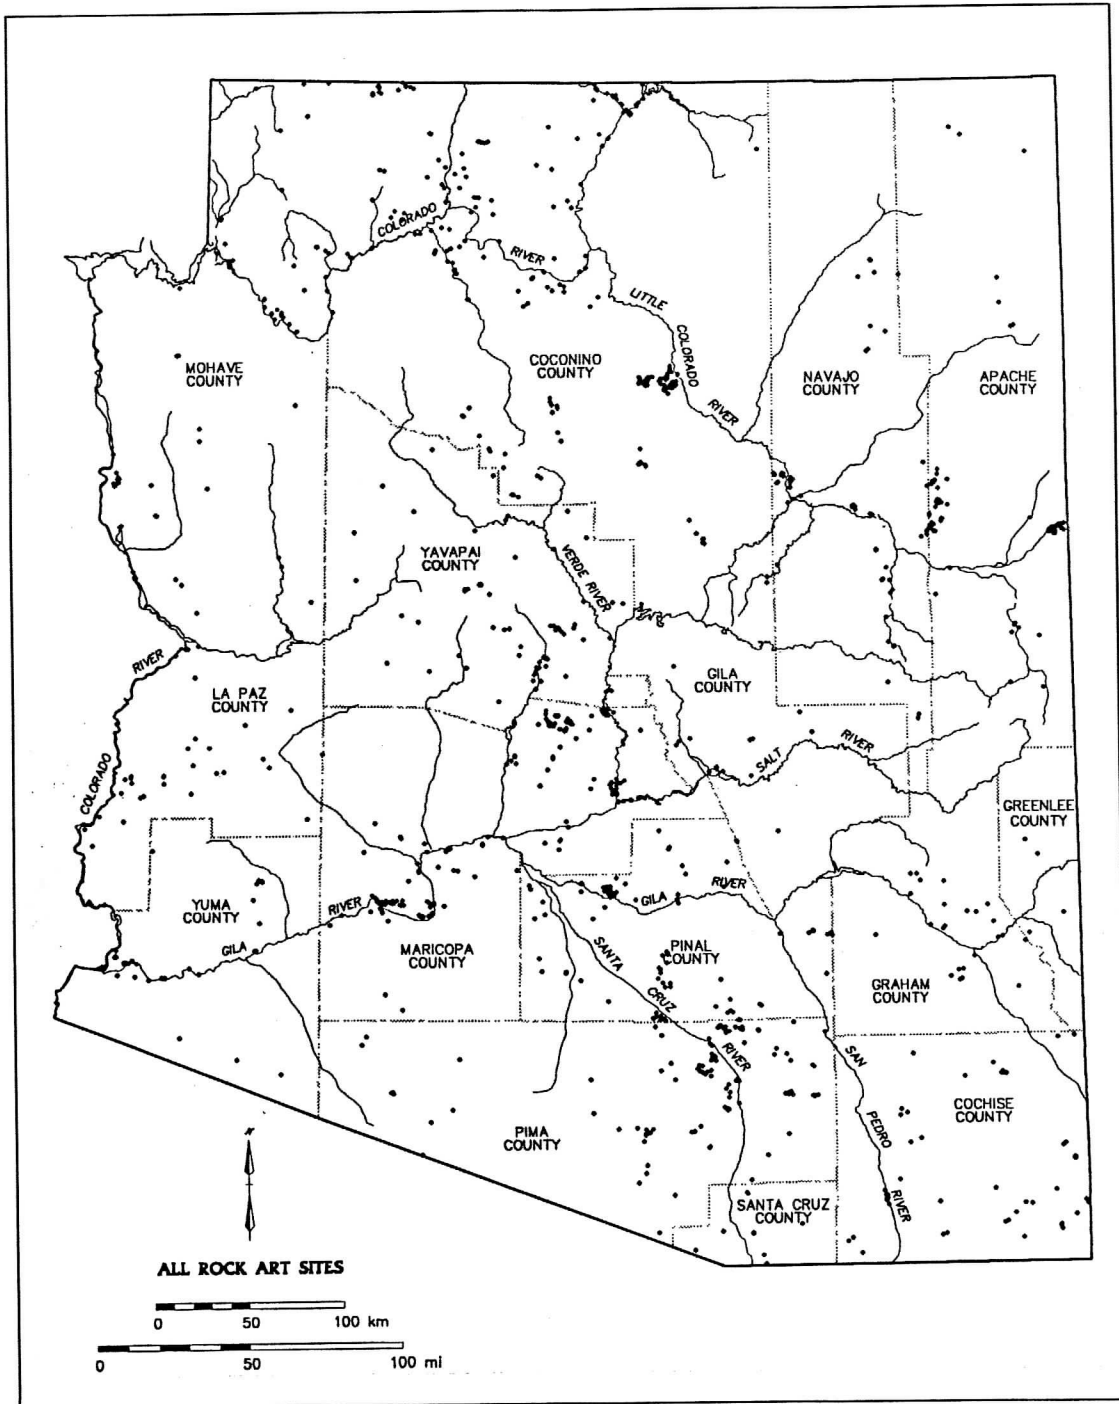 COLORADO
RIVER
LITTLE
COLORADO
RIVER
MOHAVE
COUNTY
COCONINO
COUNTY
NAVAJO
COUNTY
APACHE
COUNTY
YAVAPAI
COUNTY
VERDE RIVER
RIVER
COLORADO
LA PAZ
COUNTY
GILA
COUNTY
SALT
RIVER
GREENLEE
COUNTY
YUMA
COUNTY
GILA
RIVER
MARICOPA
COUNTY
GILA
RIVER
SANTA
CRUZ
RIVER
PINAL
COUNTY
GRAHAM
COUNTY
SAN
PEDRO
RIVER
COCHISE
COUNTY
PIMA
COUNTY
SANTA CRUZ
COUNTY
N
ALL ROCK ART SITES
0 50 100 km
0 50 100 mi